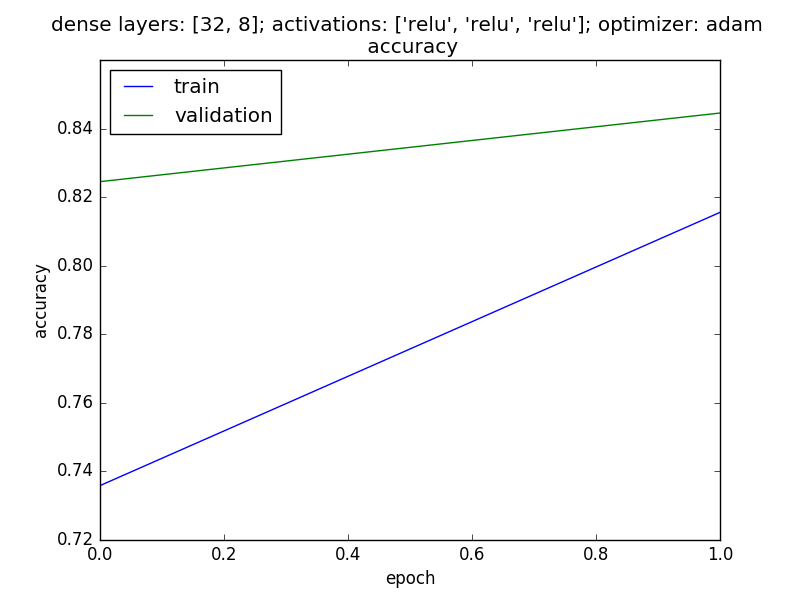 dense layers: [32, 8]; activations: ['relu', 'relu', 'relu']; optimizer: adam
accuracy
train
validation
accuracy
0.84
0.82
0.80
0.78
0.76
0.74
0.72
0.0 0.2 0.4 0.6 0.8 1.0
epoch